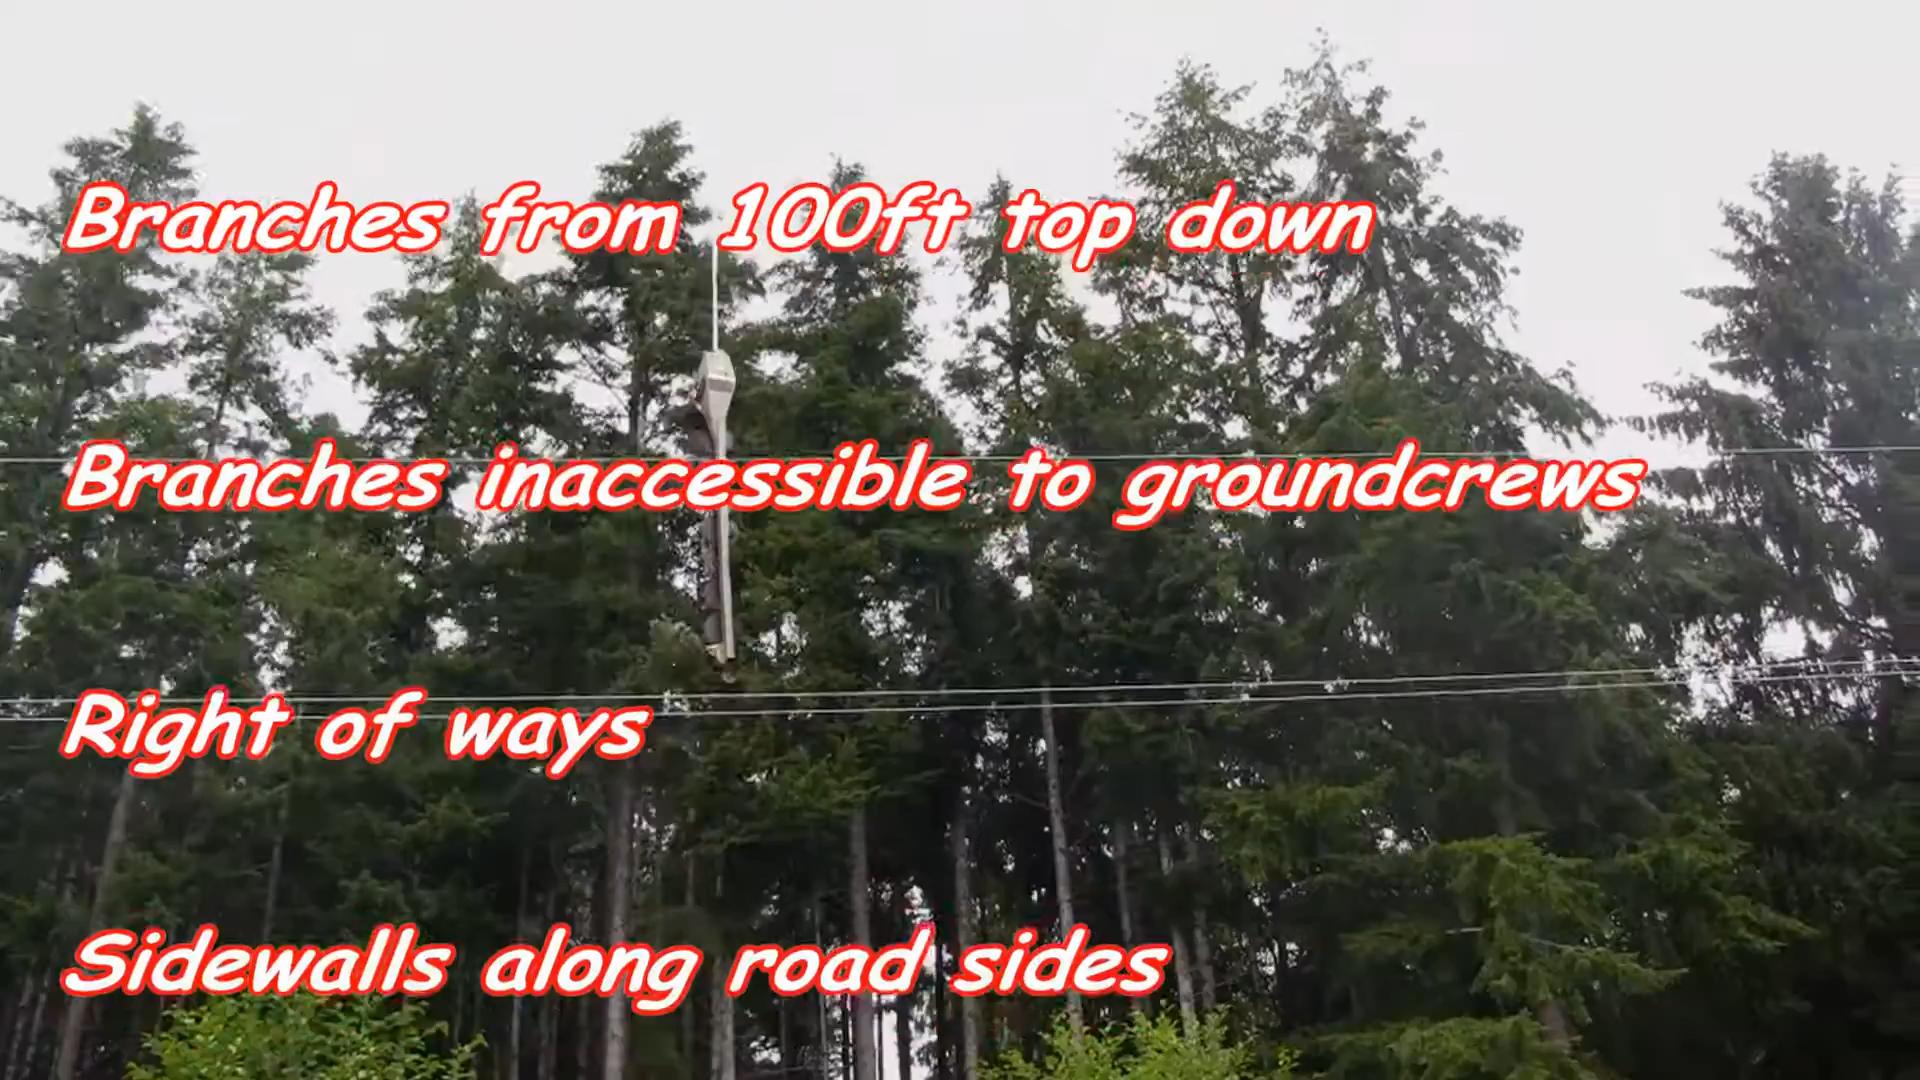 Branches from 100ft top down
Branches inaccessible to groundcrews
Right of ways
Sidewalls along road sides